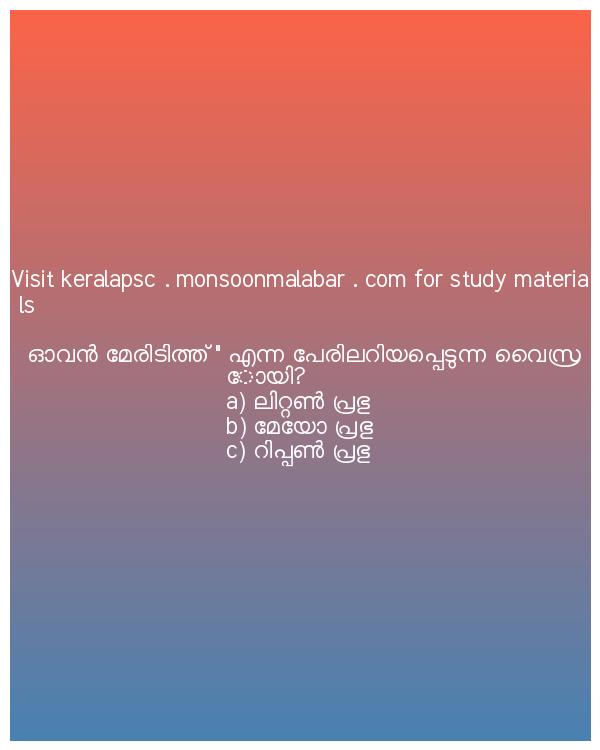 Visit keralapsc . monsoonmalabar . com for study materia
ls
ഓവൻ മേരിടിത്ത് " എന്ന പേരിലറിയപ്പെടുന്ന വൈസ്ര
ോയി?
a) ലിറ്റൺ പ്രഭു
b) മേയോ പ്രഭു
c) റിപ്പൺ പ്രഭു